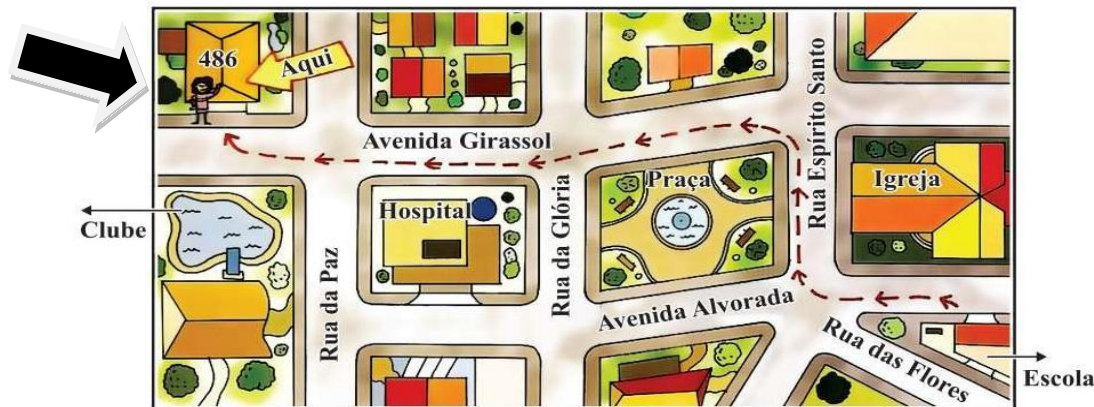 486
Aqui
Avenida Girassol
Rua Espírito Santo
Praça
Igreja
Hospital
Clube
Rua da Paz
Rua da Glória
Avenida Alvorada
Rua das Flores
Escola